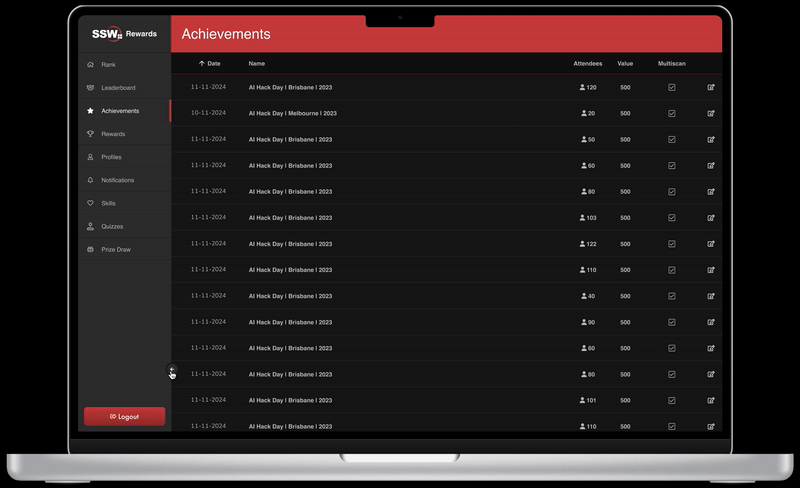 SSW Rewards
Achievements
Rank
Leaderboard
Achievements
Rewards
Profiles
Notifications
Skills
Quizzes
Prize Draw
Logout
Date Name Attendees Value Multiscan
11-11-2024 AI Hack Day | Brisbane | 2023 120 500
10-11-2024 AI Hack Day | Melbourne | 2023 20 500
11-11-2024 AI Hack Day | Brisbane | 2023 50 500
11-11-2024 AI Hack Day | Brisbane | 2023 60 500
11-11-2024 AI Hack Day | Brisbane | 2023 80 500
11-11-2024 AI Hack Day | Brisbane | 2023 103 500
11-11-2024 AI Hack Day | Brisbane | 2023 122 500
11-11-2024 AI Hack Day | Brisbane | 2023 110 500
11-11-2024 AI Hack Day | Brisbane | 2023 40 500
11-11-2024 AI Hack Day | Brisbane | 2023 90 500
11-11-2024 AI Hack Day | Brisbane | 2023 60 500
11-11-2024 AI Hack Day | Brisbane | 2023 80 500
11-11-2024 AI Hack Day | Brisbane | 2023 101 500
11-11-2024 AI Hack Day | Brisbane | 2023 110 500